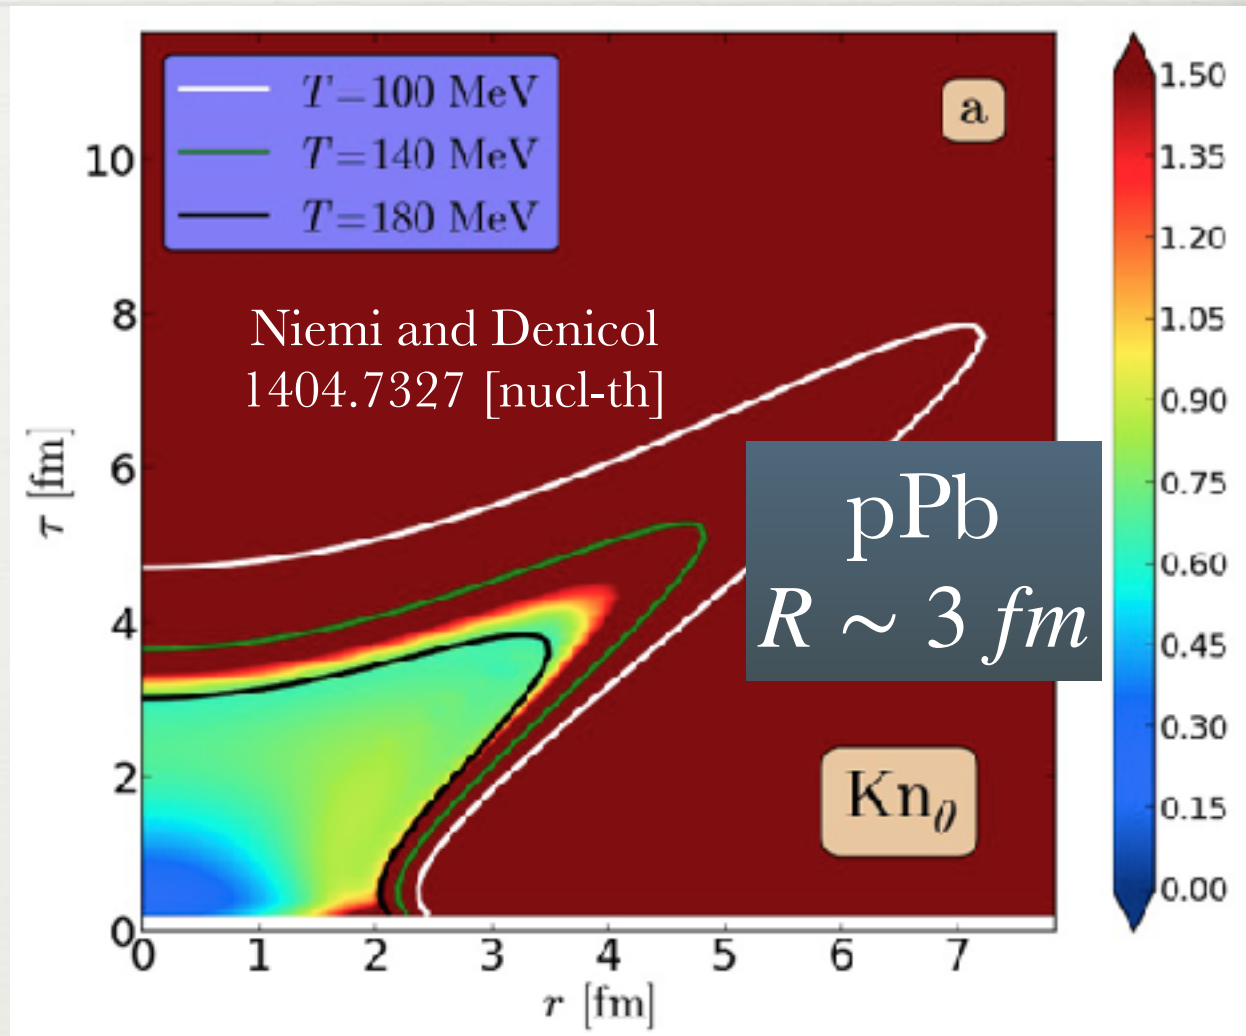 T=100 MeV
T=140 MeV
T=180 MeV
a
Niemi and Denicol
1404.7327 [nucl-th]
pPb
R ~ 3 fm
Kn_θ
τ [fm]
10
8
6
4
2
0
0 1 2 3 4 5 6 7
r [fm]
1.50
1.35
1.20
1.05
0.90
0.75
0.60
0.45
0.30
0.15
0.00